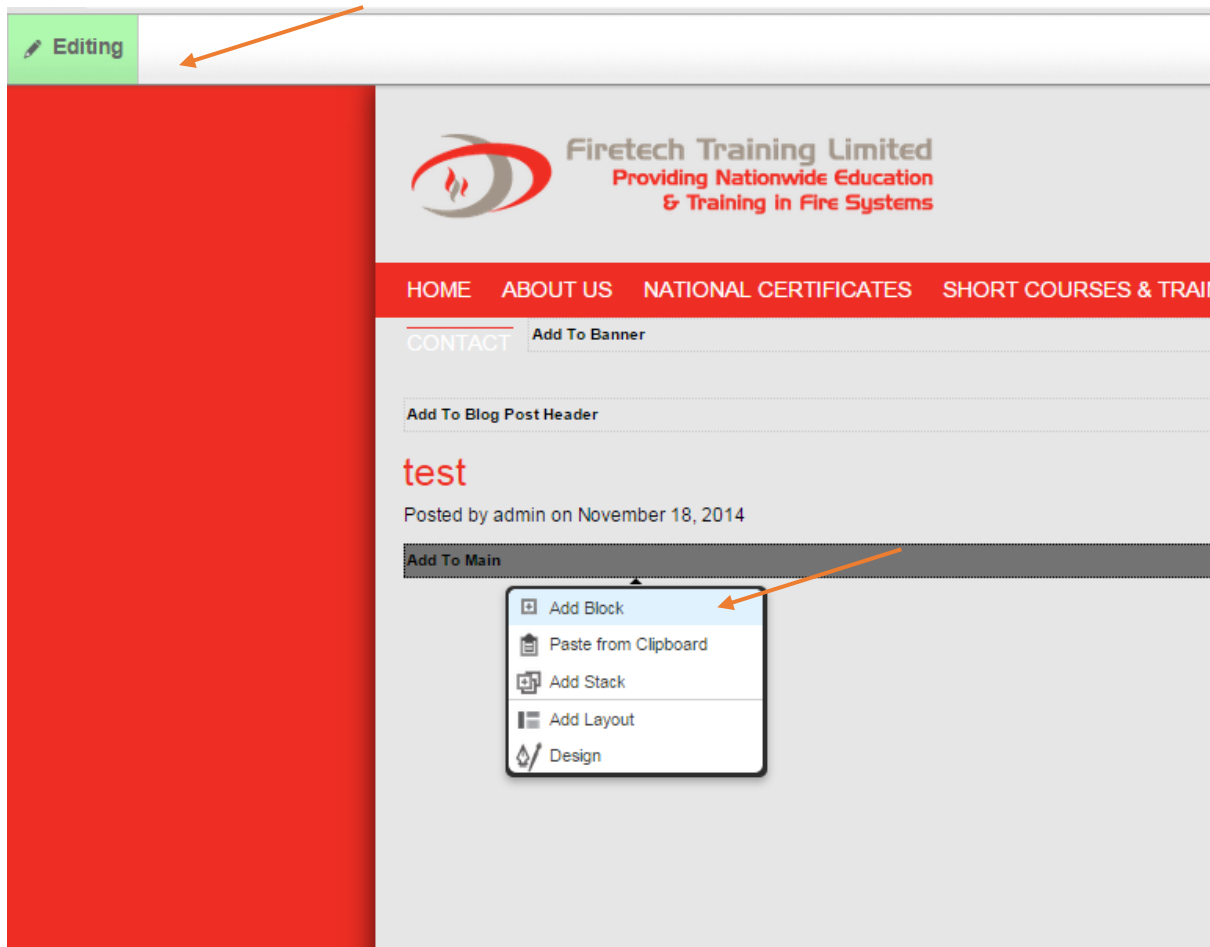 Editing
Firetech Training Limited
Providing Nationwide Education
& Training in Fire Systems
HOME ABOUT US NATIONAL CERTIFICATES SHORT COURSES &
CONTACT
Add To Banner
Add To Blog Post Header
test
Posted by admin on November 18, 2014
Add To Main
Add Block
Paste from Clipboard
Add Stack
Add Layout
Design